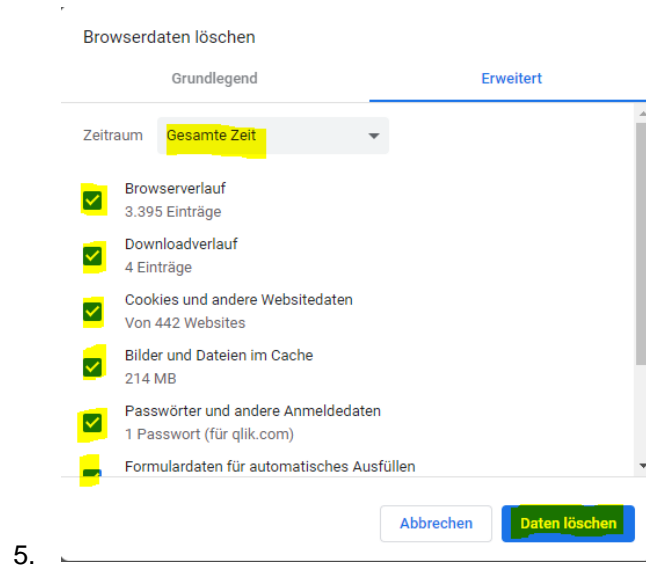 Browserdaten löschen
Grundlegend Erweitert
Zeitraum Gesamte Zeit
Browserverlauf
3.395 Einträge
Downloadverlauf
4 Einträge
Cookies und andere Websitedaten
Von 442 Websites
Bilder und Dateien im Cache
214 MB
Passwörter und andere Anmeldedaten
1 Passwort (für qlik.com)
Formulardaten für automatisches Ausfüllen
Abbrechen Daten löschen
5.